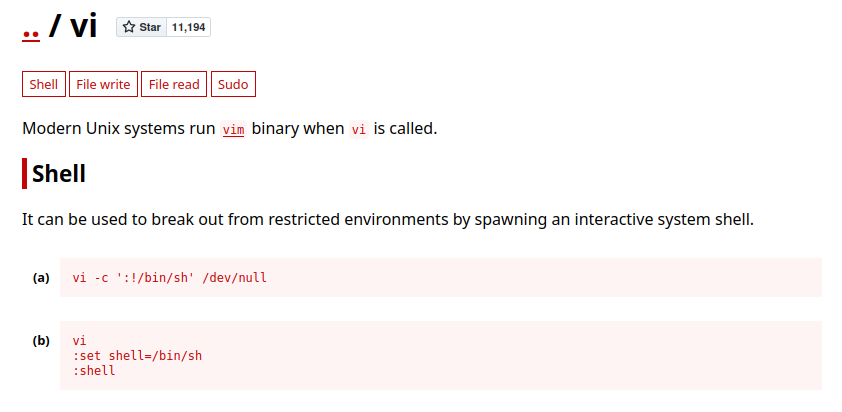 .. / vi
Star 11,194
Shell File write File read Sudo
Modern Unix systems run vim binary when vi is called.
Shell
It can be used to break out from restricted environments by spawning an interactive system shell.
(a) vi -c ':!/bin/sh' /dev/null
(b) vi
:set shell=/bin/sh
:shell